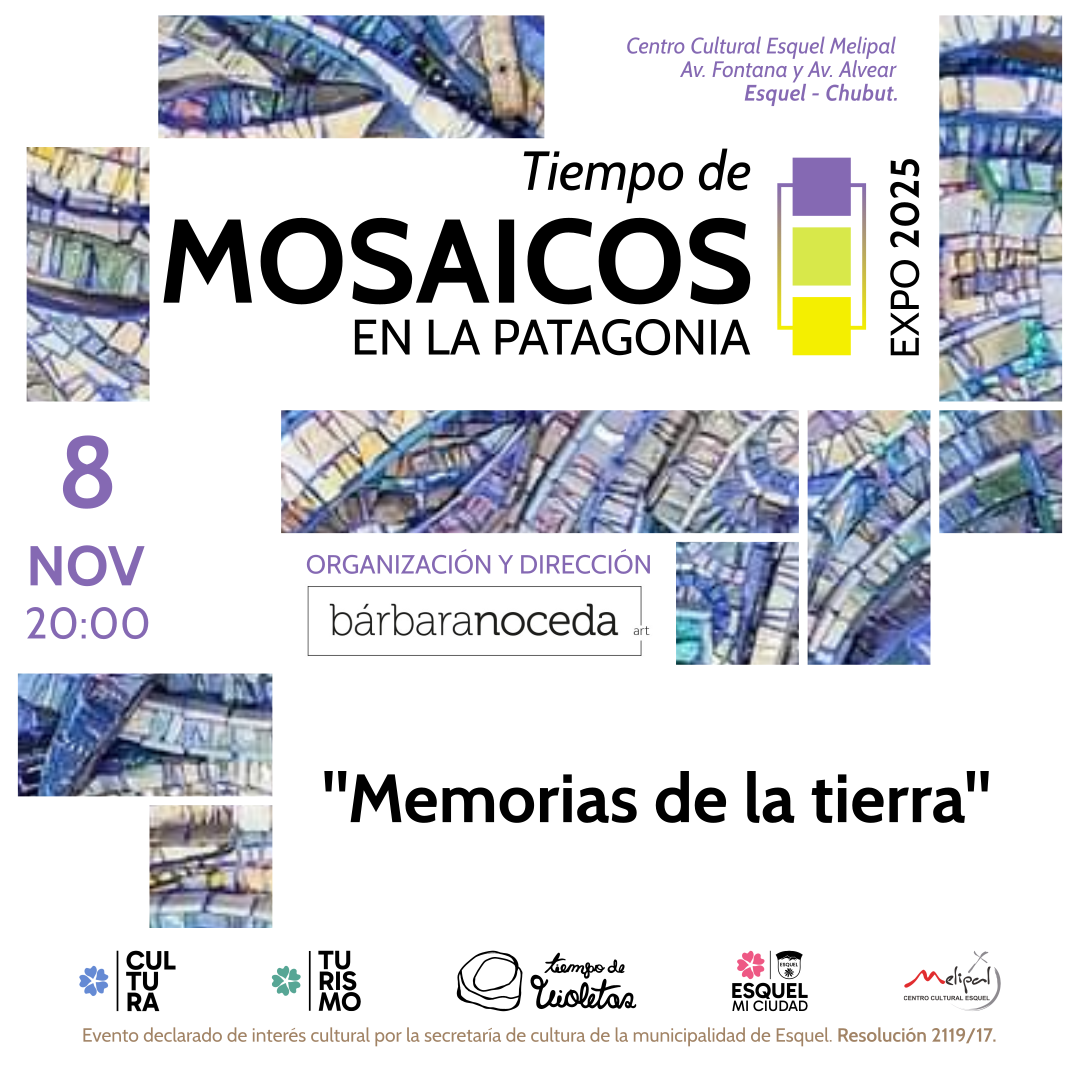 Centro Cultural Esquel Melipal
Av. Fontana y Av. Alvear
Esquel - Chubut.
Tiempo de
MOSAICOS
EN LA PATAGONIA
EXPO 2025
8
NOV
20:00
ORGANIZACIÓN Y DIRECCIÓN
bárbaranoceda art
"Memorias de la tierra"
CUL
TU
RA
TU
RIS
MO
tiempo de
Violetas
ESQUEL
ESQUEL
MI CIUDAD
Melipal
CENTRO CULTURAL ESQUEL
Evento declarado de interés cultural por la secretaría de cultura de la municipalidad de Esquel. Resolución 2119/17.